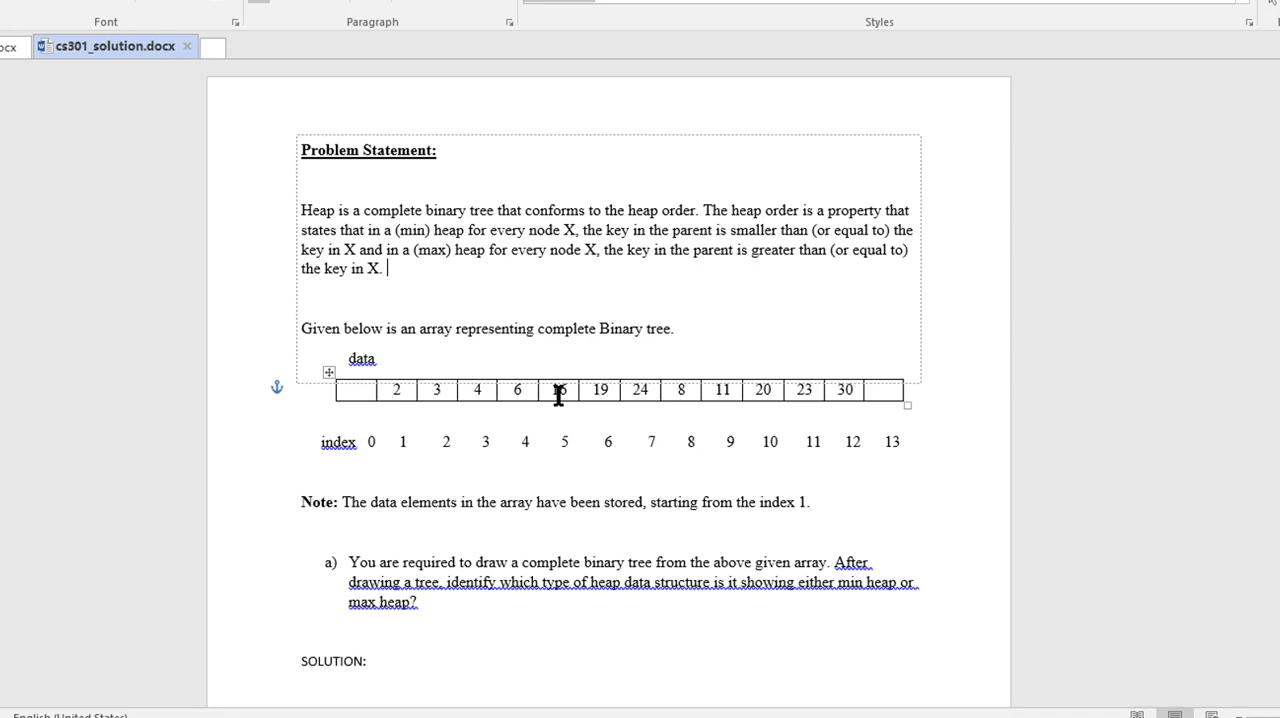 Font Paragraph Styles
ocx cs301_solution.docx
Problem Statement:
Heap is a complete binary tree that conforms to the heap order. The heap order is a property that
states that in a (min) heap for every node X, the key in the parent is smaller than (or equal to) the
key in X and in a (max) heap for every node X, the key in the parent is greater than (or equal to)
the key in X.
Given below is an array representing complete Binary tree.
data
2 3 4 6 16 19 24 8 11 20 23 30
index 0 1 2 3 4 5 6 7 8 9 10 11 12 13
Note: The data elements in the array have been stored, starting from the index 1.
a) You are required to draw a complete binary tree from the above given array. After
drawing a tree, identify which type of heap data structure is it showing either min heap or
max heap?
SOLUTION:
English (United States)